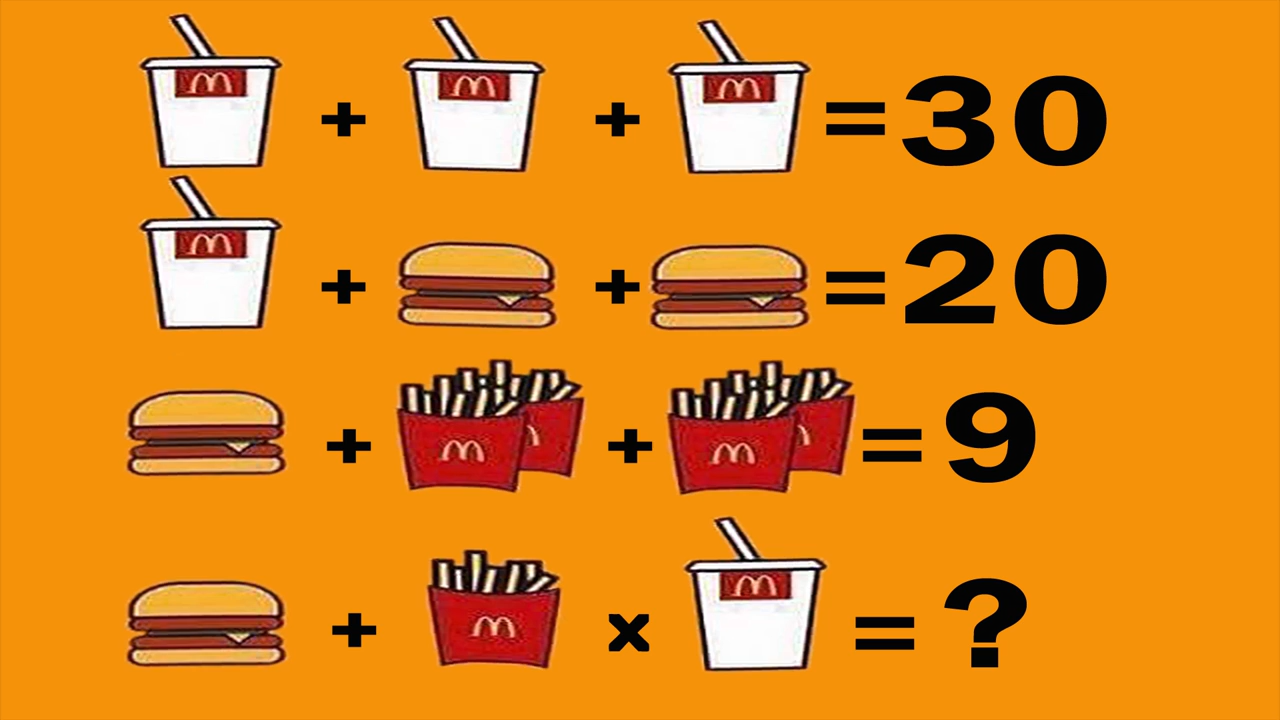 + + =30
+ + =20
+ + =9
+ x =?